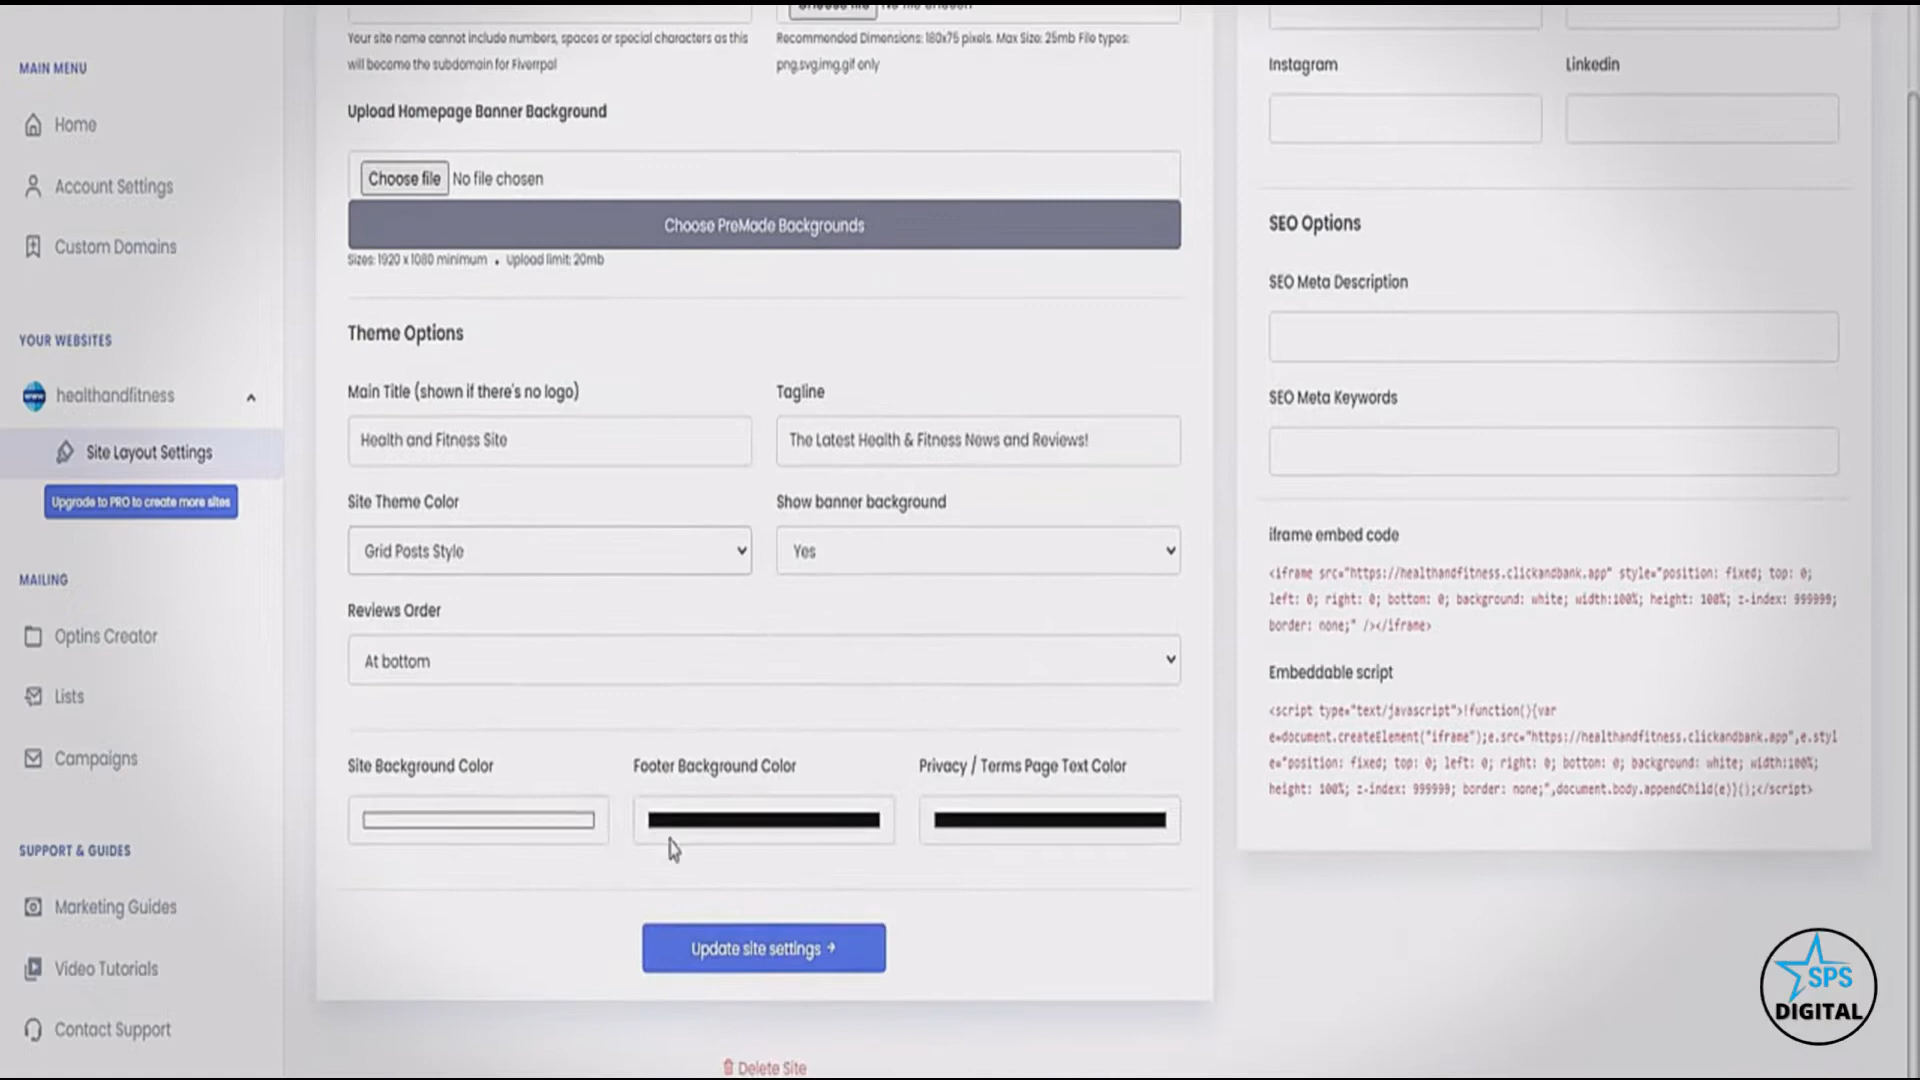 MAIN MENU
Home
Account Settings
Custom Domains
YOUR WEBSITES
healthandfitness
Site Layout Settings
Upgrade to PRO to create more sites
MAILING
Optins Creator
Lists
Campaigns
SUPPORT & GUIDES
Marketing Guides
Video Tutorials
Contact Support
Choose file No file chosen
Your site name cannot include numbers, spaces or special characters as this
will become the subdomain for Fiverrpal
Recommended Dimensions: 180x75 pixels. Max Size: 25mb File types:
png,svg,img,gif only
Upload Homepage Banner Background
Choose file No file chosen
Choose PreMade Backgrounds
Sizes: 1920 x 1080 minimum • Upload limit: 20mb
Theme Options
Main Title (shown if there's no logo)
Tagline
Health and Fitness Site
The Latest Health & Fitness News and Reviews!
Site Theme Color
Show banner background
Grid Posts Style
Yes
Reviews Order
At bottom
Site Background Color
Footer Background Color
Privacy / Terms Page Text Color
Update site settings →
Delete Site
Instagram
Linkedin
SEO Options
SEO Meta Description
SEO Meta Keywords
iframe embed code
<iframe src="https://healthandfitness.clickandbank.app" style="position: fixed; top: 0;
left: 0; right: 0; bottom: 0; background: white; width:100%; height: 100%; z-index: 999999;
border: none;" /></iframe>
Embeddable script
<script type="text/javascript">!function(){var
e=document.createElement("iframe");e.src="https://healthandfitness.clickandbank.app",e.styl
e="position: fixed; top: 0; left: 0; right: 0; bottom: 0; background: white; width:100%;
height: 100%; z-index: 999999; border: none;",document.body.appendChild(e)}();</script>
SPS
DIGITAL